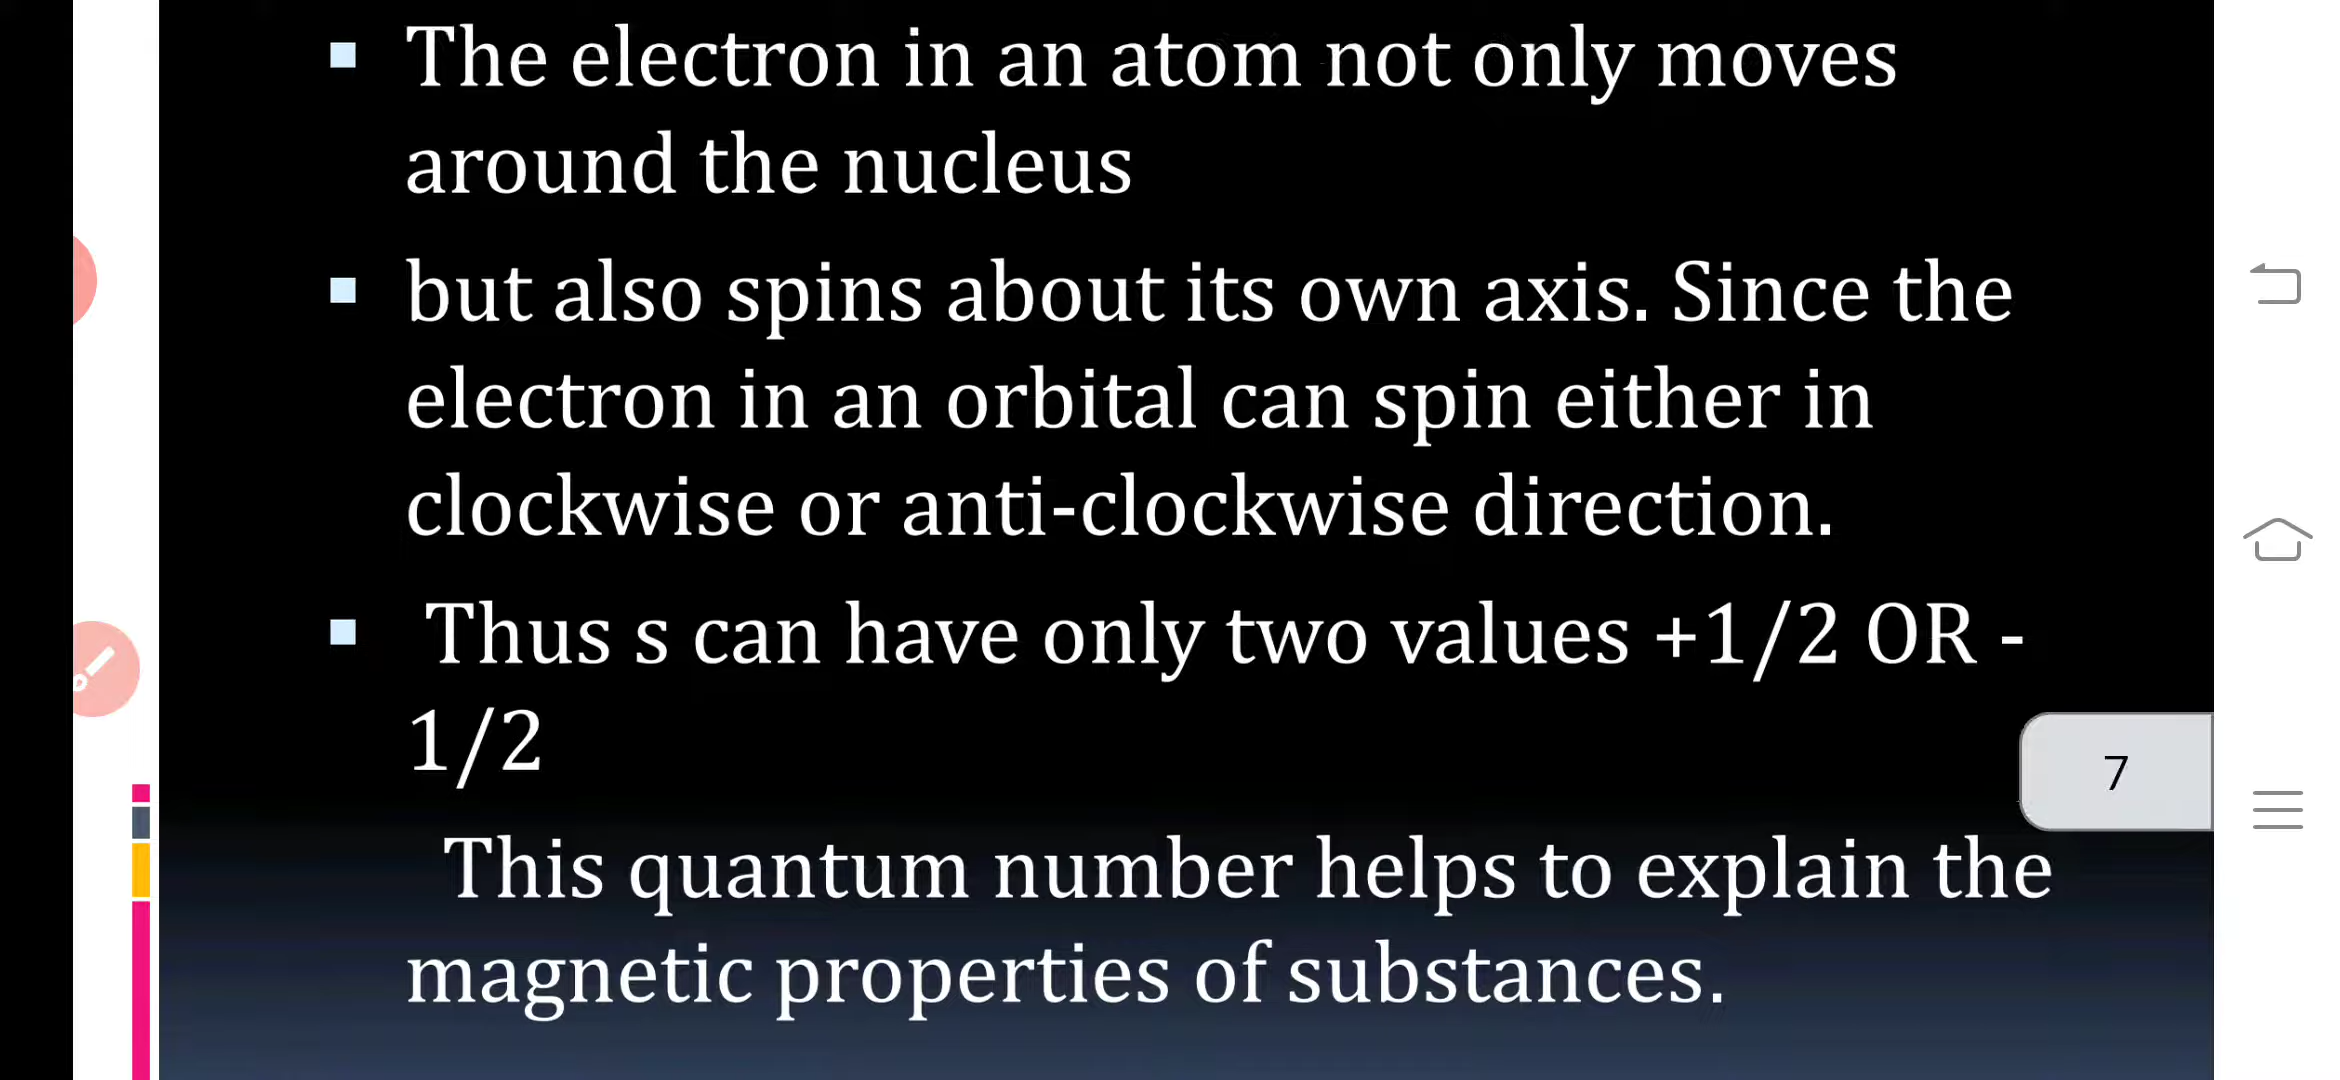 The electron in an atom not only moves
around the nucleus
but also spins about its own axis. Since the
electron in an orbital can spin either in
clockwise or anti-clockwise direction.
Thus s can have only two values +1/2 OR -
1/2
7
This quantum number helps to explain the
magnetic properties of substances.